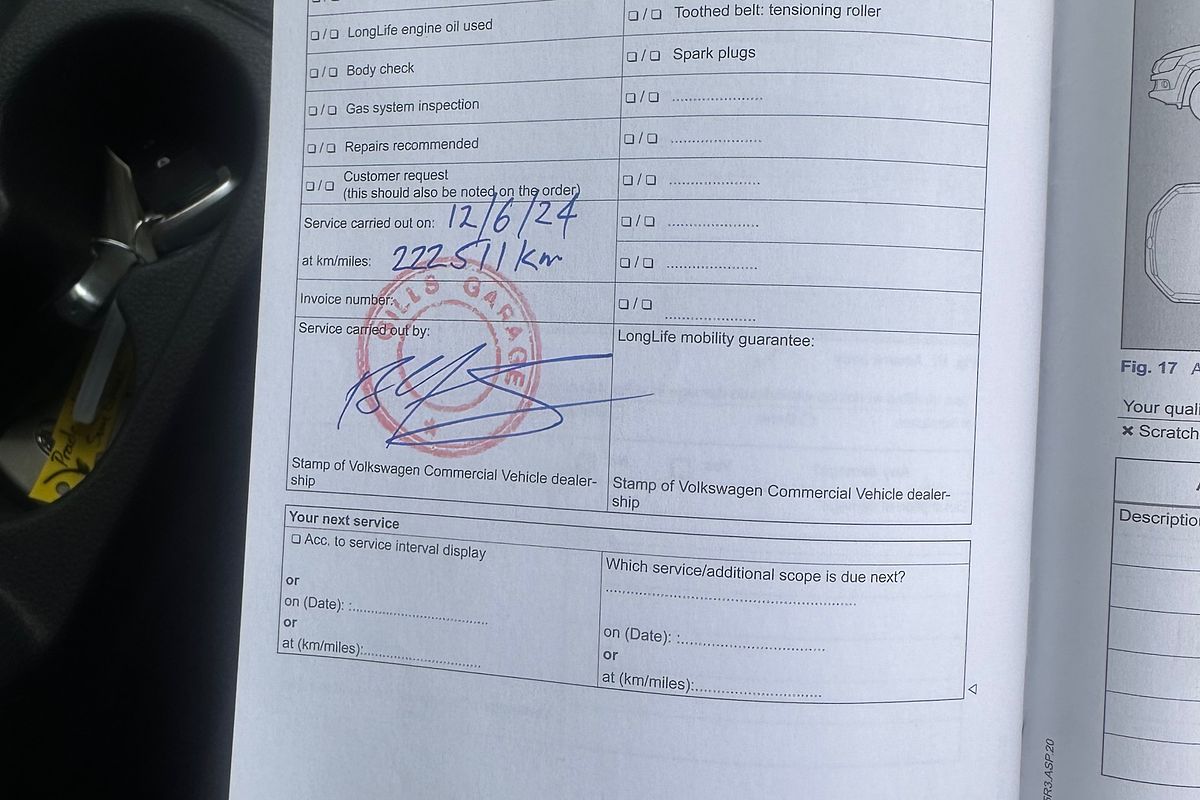 ❑ / ❑ LongLife engine oil used
❑ / ❑ Body check
❑ / ❑ Gas system inspection
❑ / ❑ Repairs recommended
❑ / ❑ Customer request
(this should also be noted on the order)
Service carried out on: 12/6/24
at km/miles: 222511 km
Invoice number:
Service carried out by:
GILLS GARAGE
Stamp of Volkswagen Commercial Vehicle dealer-
ship
❑ / ❑ Toothed belt: tensioning roller
❑ / ❑ Spark plugs
❑ / ❑ ......................
❑ / ❑ ......................
❑ / ❑ ......................
❑ / ❑ ......................
❑ / ❑ ......................
❑ / ❑ ......................
LongLife mobility guarantee:
Stamp of Volkswagen Commercial Vehicle dealer-
ship
Your next service
❑ Acc. to service interval display
or
on (Date): :................................
or
at (km/miles):...........................
Which service/additional scope is due next?
............................................................
on (Date): :..................................
or
at (km/miles):..............................
Fig. 17
Your quali
× Scratch
Descriptio